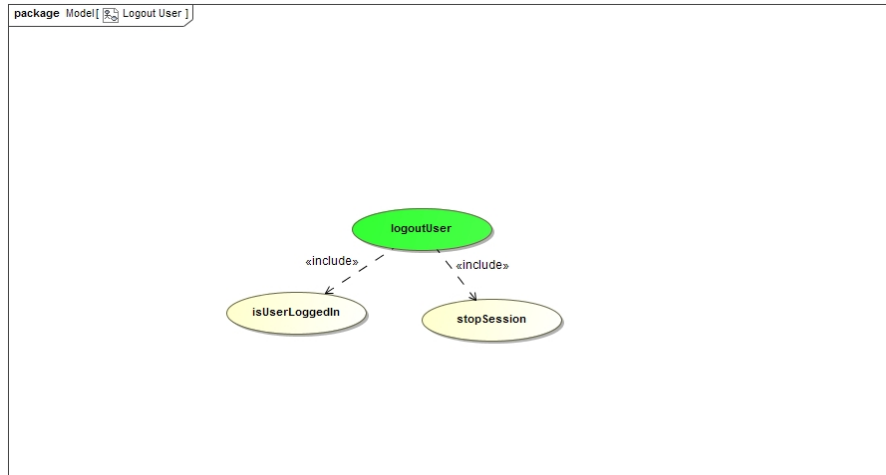 package Model[ Logout User ]
logoutUser
«include»
«include»
isUserLoggedIn
stopSession